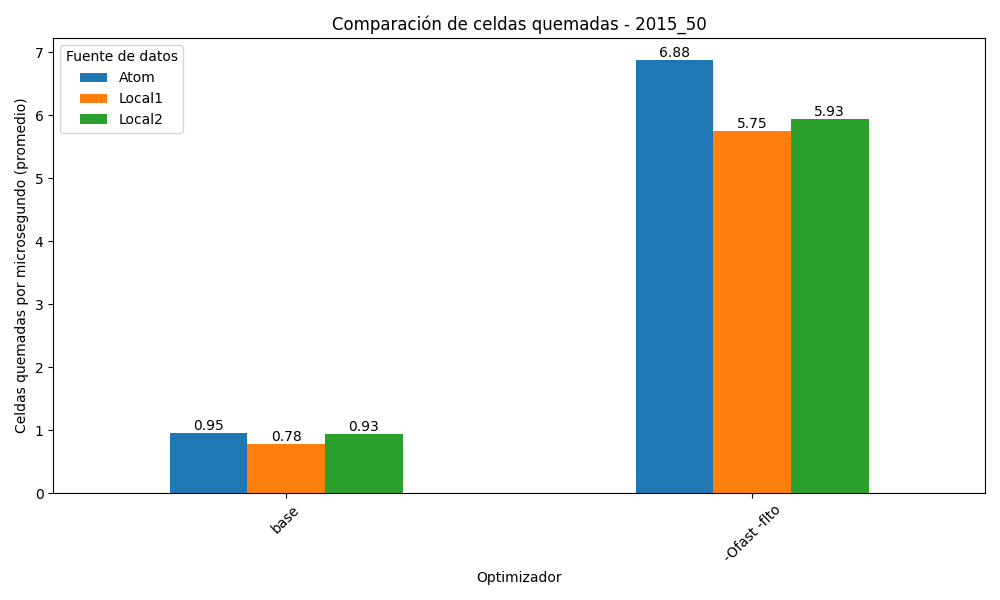 Comparación de celdas quemadas - 2015_50
Celdas quemadas por microsegundo (promedio)
7
6
5
4
3
2
1
0
Fuente de datos
Atom
Local1
Local2
0.95
0.78
0.93
6.88
5.75
5.93
base
-Ofast -flto
Optimizador